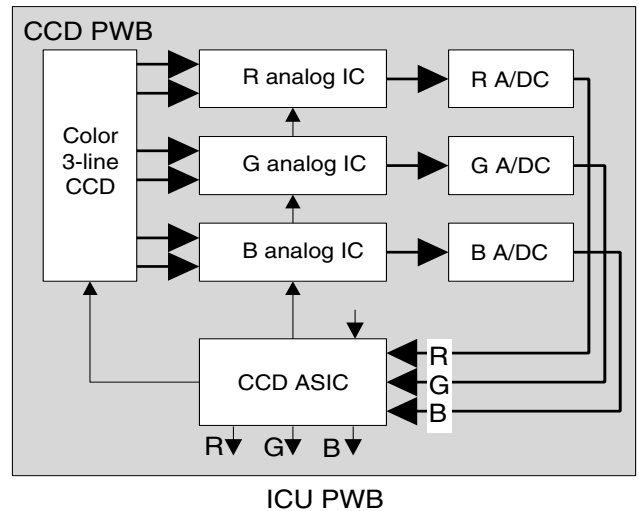 CCD PWB
Color
3-line
CCD
R analog IC
R A/DC
G analog IC
G A/DC
B analog IC
B A/DC
CCD ASIC
R
G
B
R
G
B
ICU PWB